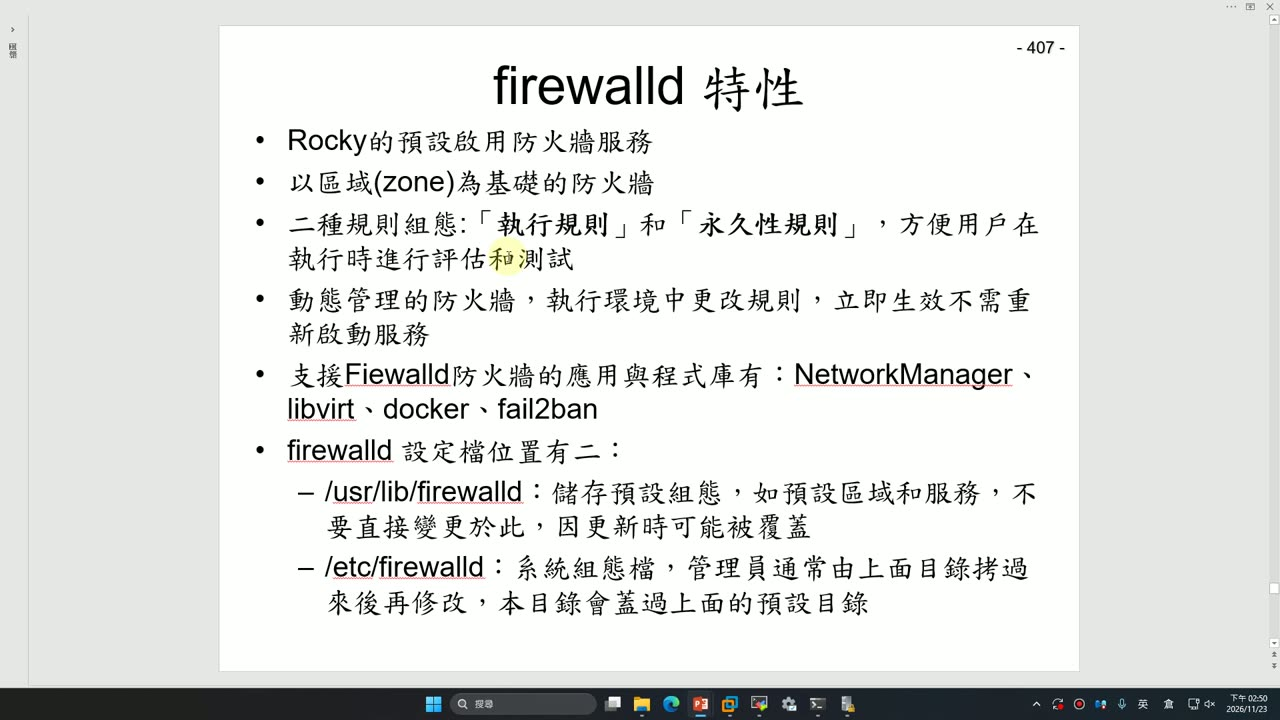 - 407 -
firewalld 特性
• Rocky的預設啟用防火牆服務
• 以區域(zone)為基礎的防火牆
• 二種規則組態:「執行規則」和「永久性規則」，方便用戶在
執行時進行評估和測試
• 動態管理的防火牆，執行環境中更改規則，立即生效不需重
新啟動服務
• 支援Fiewalld防火牆的應用與程式庫有：NetworkManager、
libvirt、docker、fail2ban
• firewalld 設定檔位置有二：
– /usr/lib/firewalld：儲存預設組態，如預設區域和服務，不
要直接變更於此，因更新時可能被覆蓋
– /etc/firewalld：系統組態檔，管理員通常由上面目錄拷過
來後再修改，本目錄會蓋過上面的預設目錄
搜尋
英
下午 02:50
2026/11/23